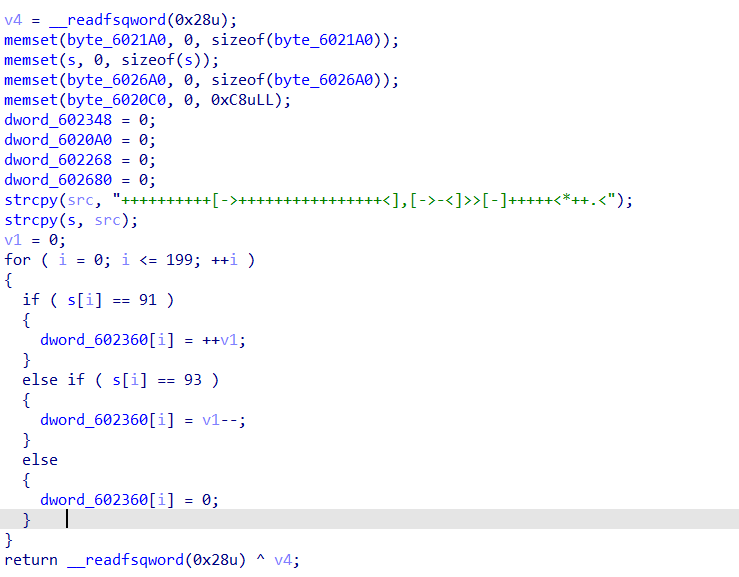 v4 = __readfsqword(0x28u);
memset(byte_6021A0, 0, sizeof(byte_6021A0));
memset(s, 0, sizeof(s));
memset(byte_6026A0, 0, sizeof(byte_6026A0));
memset(byte_6020C0, 0, 0xC8uLL);
dword_602348 = 0;
dword_6020A0 = 0;
dword_602268 = 0;
dword_602680 = 0;
strcpy(src, "++++++++++[->++++++++++++++++<],[->-<]>>[-]+++++<*++.<");
strcpy(s, src);
v1 = 0;
for ( i = 0; i <= 199; ++i )
{
  if ( s[i] == 91 )
  {
    dword_602360[i] = ++v1;
  }
  else if ( s[i] == 93 )
  {
    dword_602360[i] = v1--;
  }
  else
  {
    dword_602360[i] = 0;
  }
}
return __readfsqword(0x28u) ^ v4;